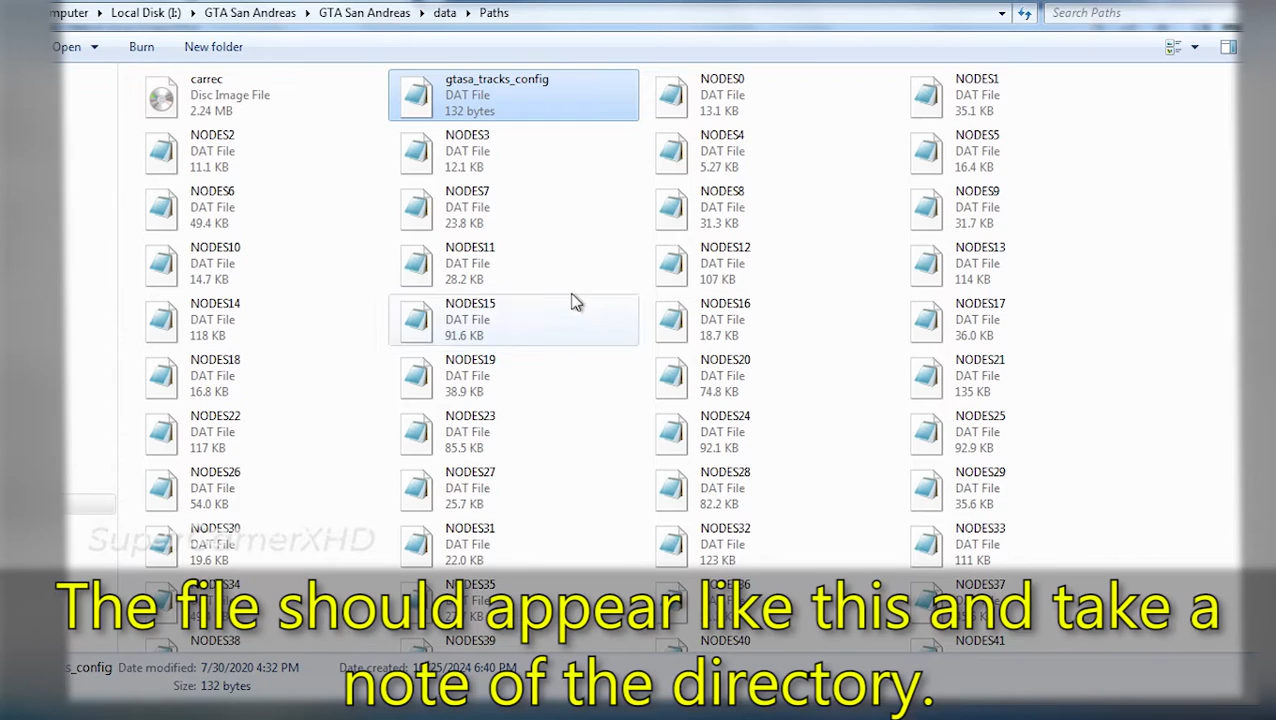 mputer ▸ Local Disk (I:) ▸ GTA San Andreas ▸ GTA San Andreas ▸ data ▸ Paths
Search Paths
Open
Burn
New folder
carrec
Disc Image File
2.24 MB
gtasa_tracks_config
DAT File
132 bytes
NODES0
DAT File
13.1 KB
NODES1
DAT File
35.1 KB
NODES2
DAT File
11.1 KB
NODES3
DAT File
12.1 KB
NODES4
DAT File
5.27 KB
NODES5
DAT File
16.4 KB
NODES6
DAT File
49.4 KB
NODES7
DAT File
23.8 KB
NODES8
DAT File
31.3 KB
NODES9
DAT File
31.7 KB
NODES10
DAT File
14.7 KB
NODES11
DAT File
28.2 KB
NODES12
DAT File
107 KB
NODES13
DAT File
114 KB
NODES14
DAT File
118 KB
NODES15
DAT File
91.6 KB
NODES16
DAT File
18.7 KB
NODES17
DAT File
36.0 KB
NODES18
DAT File
16.8 KB
NODES19
DAT File
38.9 KB
NODES20
DAT File
74.8 KB
NODES21
DAT File
135 KB
NODES22
DAT File
117 KB
NODES23
DAT File
85.5 KB
NODES24
DAT File
92.1 KB
NODES25
DAT File
92.9 KB
NODES26
DAT File
54.0 KB
NODES27
DAT File
25.7 KB
NODES28
DAT File
82.2 KB
NODES29
DAT File
35.6 KB
NODES30
DAT File
19.6 KB
NODES31
DAT File
22.0 KB
NODES32
DAT File
123 KB
NODES33
DAT File
111 KB
SuperGamerXHD
NODES34
NODES35
NODES36
NODES37
NODES38
NODES39
NODES40
NODES41
The file should appear like this and take a
note of the directory.
ks_config Date modified: 7/30/2020 4:32 PM
Size: 132 bytes